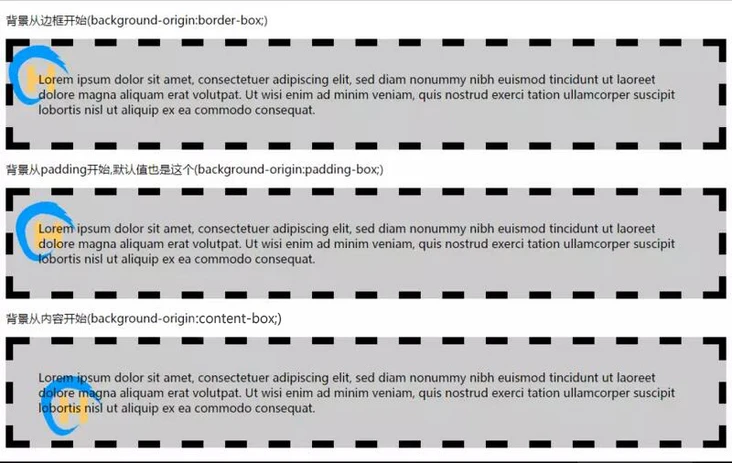 背景从边框开始(background-origin:border-box;)
Lorem ipsum dolor sit amet, consectetuer adipiscing elit, sed diam nonummy nibh euismod tincidunt ut laoreet
dolore magna aliquam erat volutpat. Ut wisi enim ad minim veniam, quis nostrud exerci tation ullamcorper suscipit
lobortis nisl ut aliquip ex ea commodo consequat.
背景从padding开始,默认值也是这个(background-origin:padding-box;)
Lorem ipsum dolor sit amet, consectetuer adipiscing elit, sed diam nonummy nibh euismod tincidunt ut laoreet
dolore magna aliquam erat volutpat. Ut wisi enim ad minim veniam, quis nostrud exerci tation ullamcorper suscipit
lobortis nisl ut aliquip ex ea commodo consequat.
背景从内容开始(background-origin:content-box;)
Lorem ipsum dolor sit amet, consectetuer adipiscing elit, sed diam nonummy nibh euismod tincidunt ut laoreet
dolore magna aliquam erat volutpat. Ut wisi enim ad minim veniam, quis nostrud exerci tation ullamcorper suscipit
lobortis nisl ut aliquip ex ea commodo consequat.